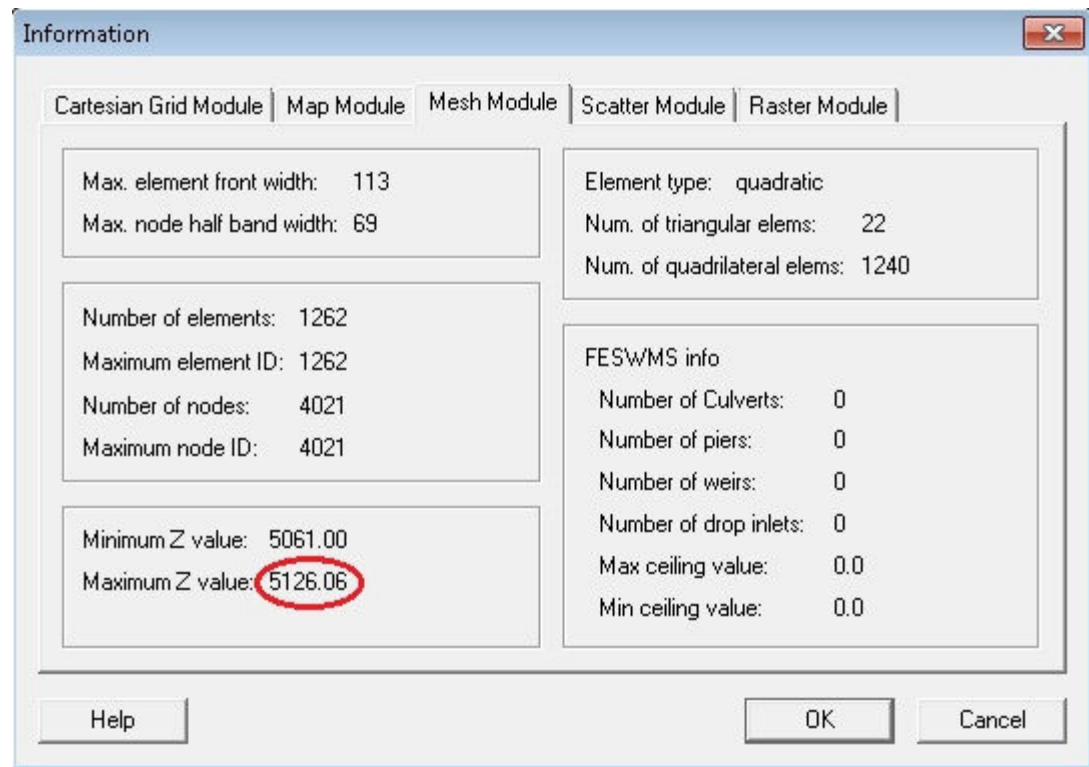 Information
Cartesian Grid Module
Map Module
Mesh Module
Scatter Module
Raster Module
Max. element front width: 113
Max. node half band width: 69
Number of elements: 1262
Maximum element ID: 1262
Number of nodes: 4021
Maximum node ID: 4021
Minimum Z value: 5061.00
Maximum Z value: 5126.06
Element type: quadratic
Num. of triangular elems: 22
Num. of quadrilateral elems: 1240
FESWMS info
Number of Culverts: 0
Number of piers: 0
Number of weirs: 0
Number of drop inlets: 0
Max ceiling value: 0.0
Min ceiling value: 0.0
Help
OK
Cancel